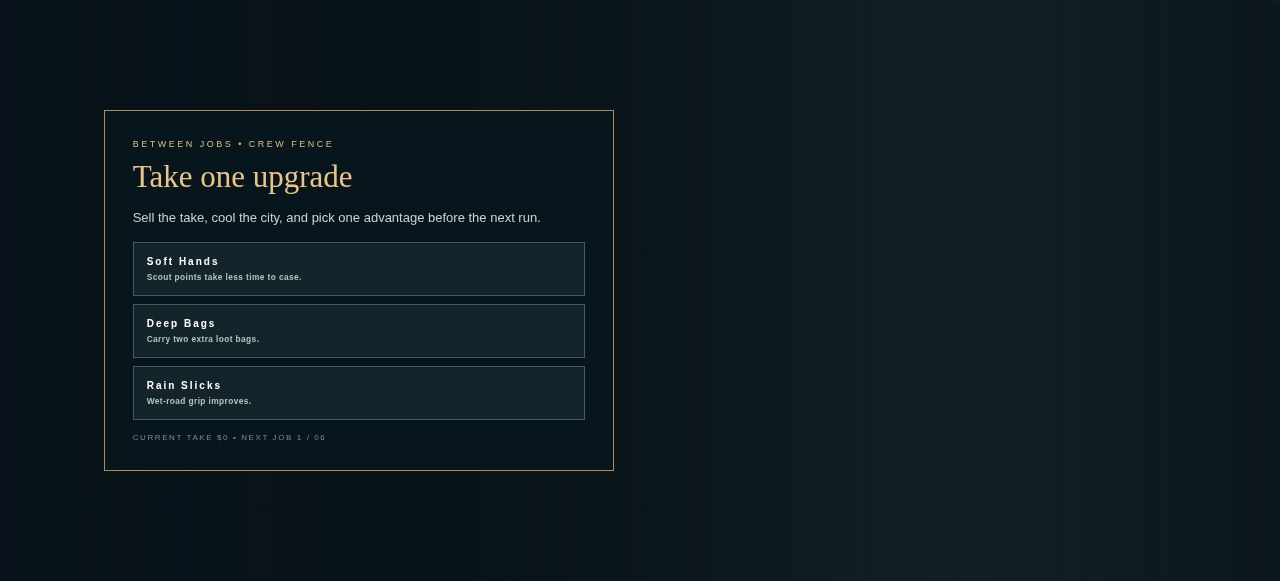 BETWEEN JOBS • CREW FENCE
Take one upgrade
Sell the take, cool the city, and pick one advantage before the next run.
Soft Hands
Scout points take less time to case.
Deep Bags
Carry two extra loot bags.
Rain Slicks
Wet-road grip improves.
CURRENT TAKE $0 • NEXT JOB 1 / 06